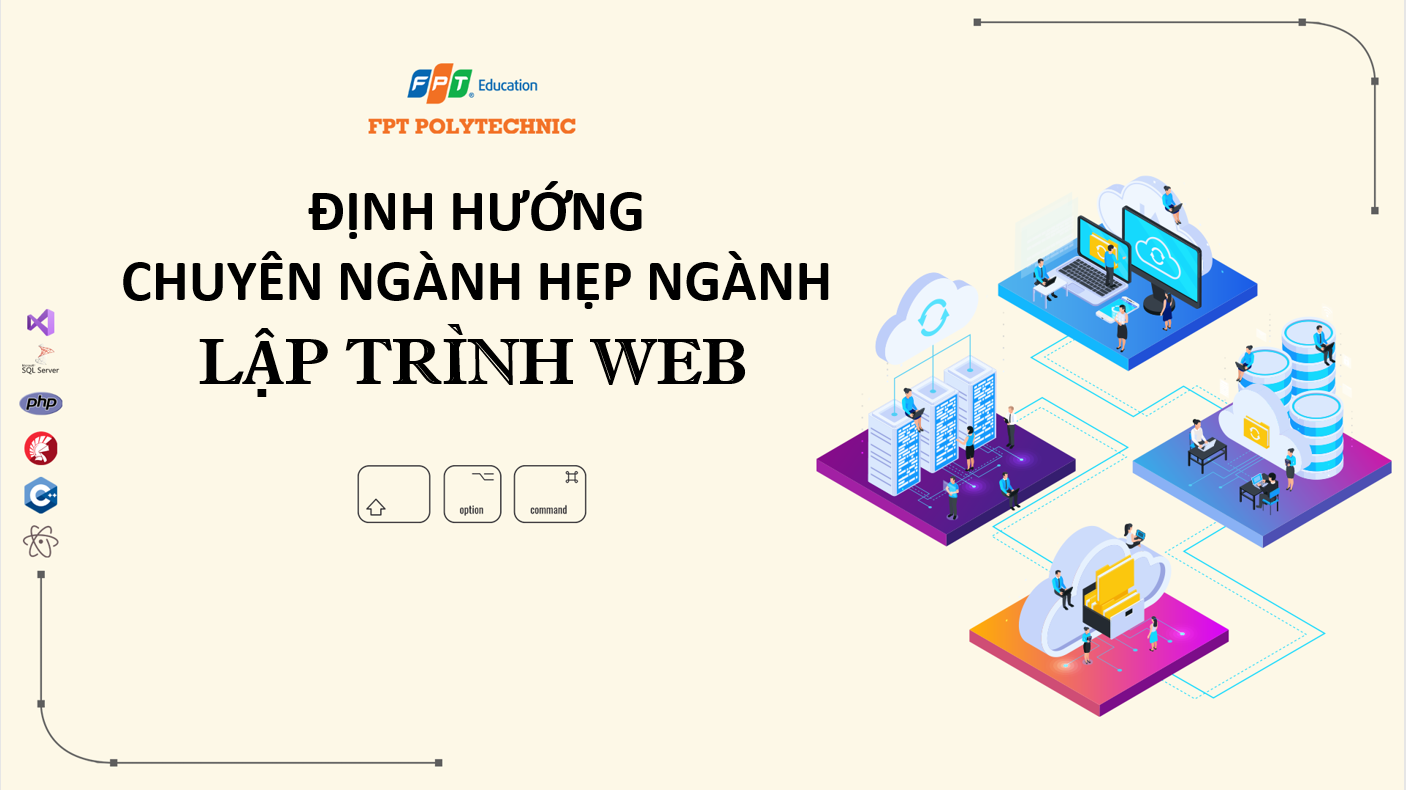 FPT Education
FPT POLYTECHNIC
ĐỊNH HƯỚNG
CHUYÊN NGÀNH HẸP NGÀNH
LẬP TRÌNH WEB
SQL Server
php
C++
option
command